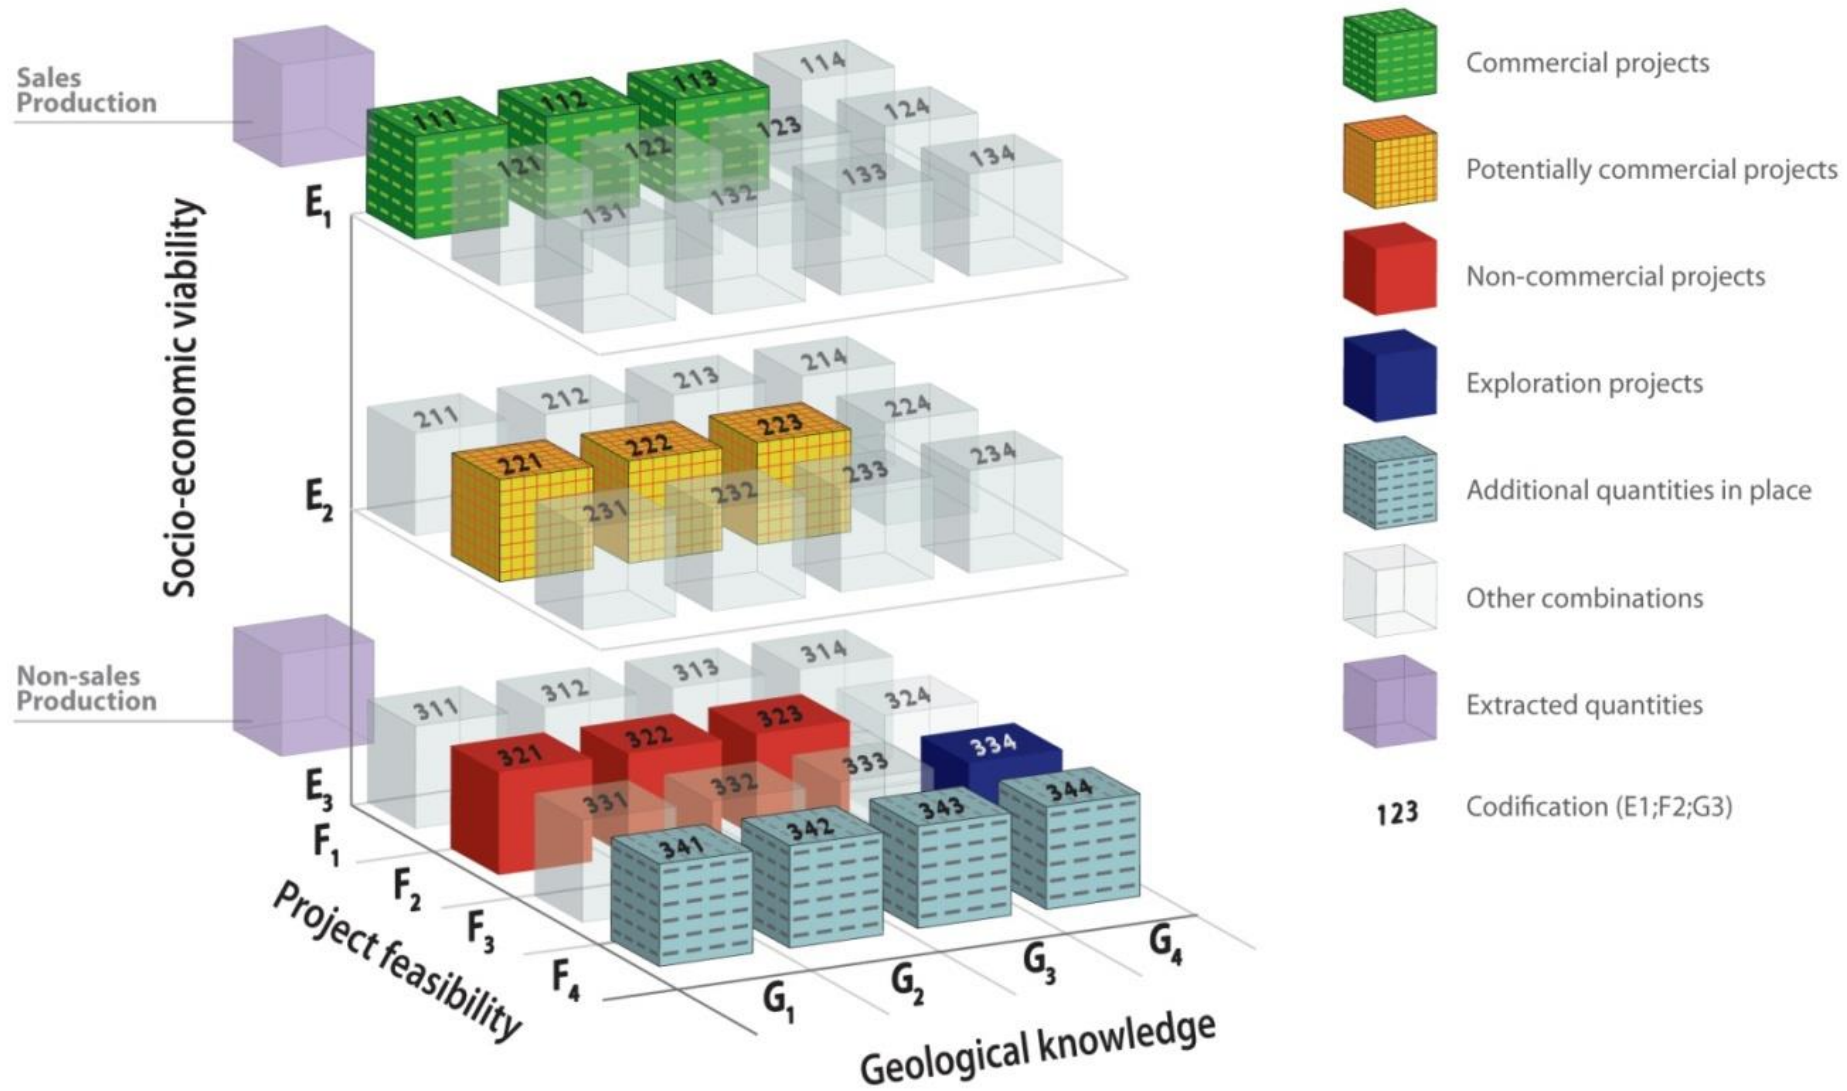 Sales
Production
Socio-economic viability
E1
111
112
113
114
121
122
123
124
131
132
133
134
E2
211
212
213
214
221
222
223
224
231
232
233
234
Non-sales
Production
E3
311
312
313
314
321
322
323
324
331
332
333
334
341
342
343
344
F1
F2
F3
F4
Project feasibility
G1
G2
G3
G4
Geological knowledge
Commercial projects
Potentially commercial projects
Non-commercial projects
Exploration projects
Additional quantities in place
Other combinations
Extracted quantities
123 Codification (E1;F2;G3)